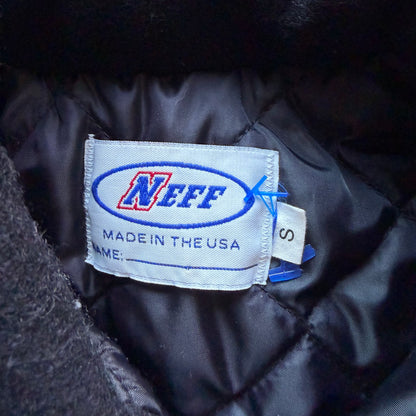 NEFF
MADE IN THE USA
NAME:
S